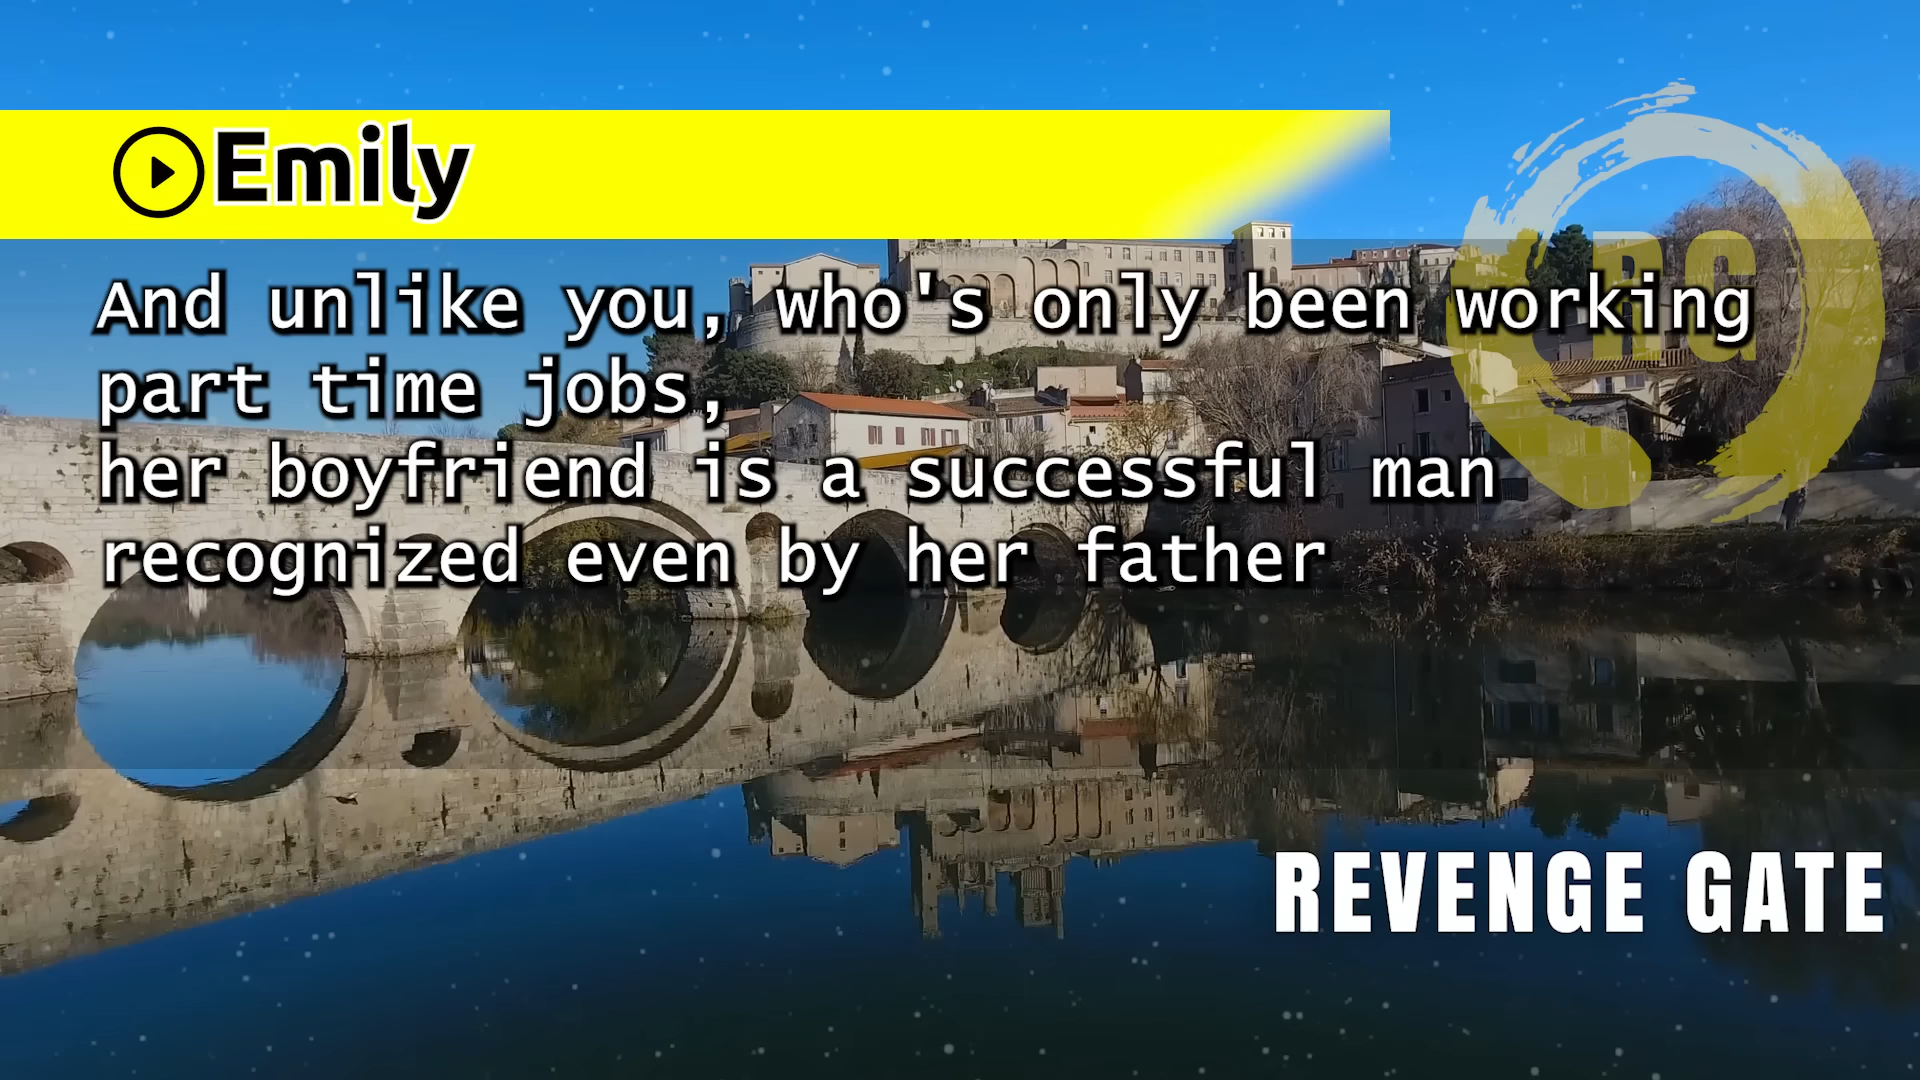 Emily
RG
And unlike you, who's only been working
part time jobs,
her boyfriend is a successful man
recognized even by her father
REVENGE GATE